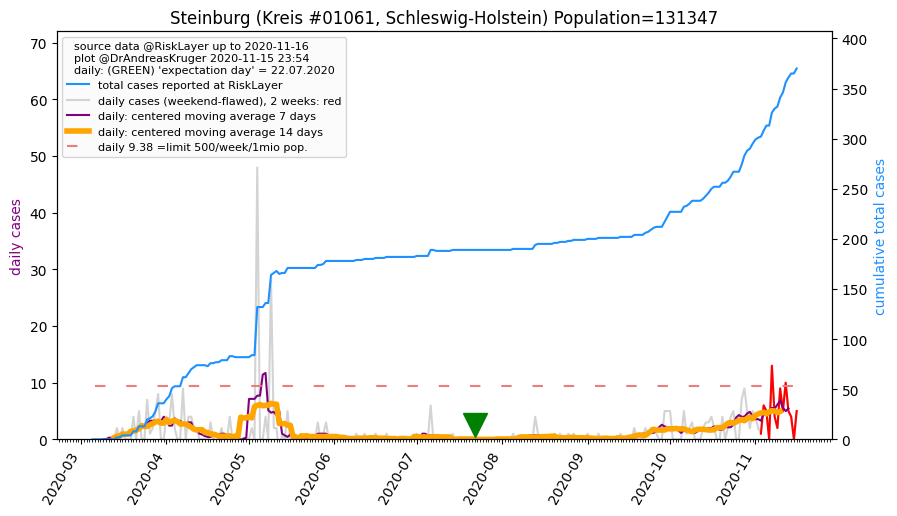 Steinburg (Kreis #01061, Schleswig-Holstein) Population=131347
source data @RiskLayer up to 2020-11-16
plot @DrAndreasKruger 2020-11-15 23:54
daily: (GREEN) 'expectation day' = 22.07.2020
total cases reported at RiskLayer
daily cases (weekend-flawed), 2 weeks: red
daily: centered moving average 7 days
daily: centered moving average 14 days
daily 9.38 =limit 500/week/1mio pop.
daily cases
70
60
50
40
30
20
10
0
cumulative total cases
400
350
300
250
200
150
100
50
0
2020-03
2020-04
2020-05
2020-06
2020-07
2020-08
2020-09
2020-10
2020-11